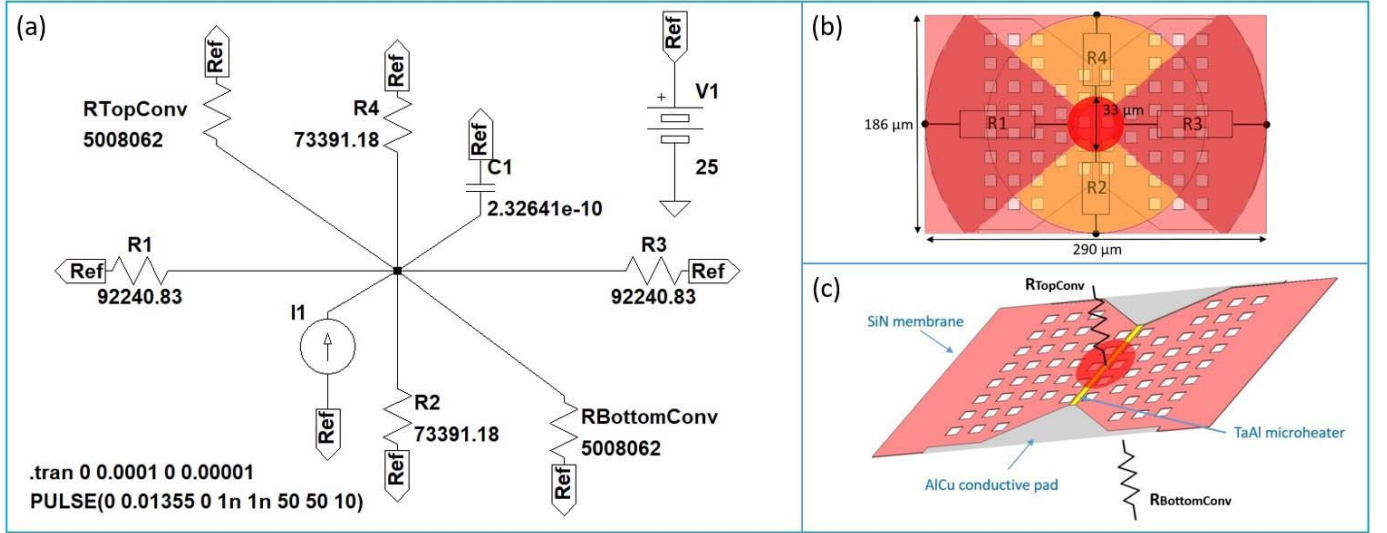 (a)
Ref
RTopConv
5008062
Ref
R4
73391.18
Ref
C1
2.32641e-10
Ref
V1
+
25
Ref
R1
92240.83
R3
Ref
92240.83
I1
Ref
R2
73391.18
Ref
RBottomConv
5008062
Ref
.tran 0 0.0001 0 0.00001
PULSE(0 0.01355 0 1n 1n 50 50 10)
(b)
R4
33 µm
186 µm
R1
R3
R2
290 µm
(c)
RTopConv
SiN membrane
TaAl microheater
AlCu conductive pad
RBottomConv